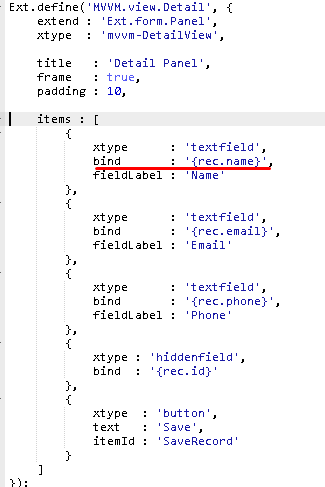 Ext.define('MVVM.view.Detail', {
    extend : 'Ext.form.Panel',
    xtype  : 'mvvm-DetailView',

    title   : 'Detail Panel',
    frame   : true,
    padding : 10,

    items : [
        {
            xtype      : 'textfield',
            bind       : '{rec.name}',
            fieldLabel : 'Name'
        },
        {
            xtype      : 'textfield',
            bind       : '{rec.email}',
            fieldLabel : 'Email'
        },
        {
            xtype      : 'textfield',
            bind       : '{rec.phone}',
            fieldLabel : 'Phone'
        },
        {
            xtype : 'hiddenfield',
            bind  : '{rec.id}'
        },
        {
            xtype  : 'button',
            text   : 'Save',
            itemId : 'SaveRecord'
        }
    ]
});